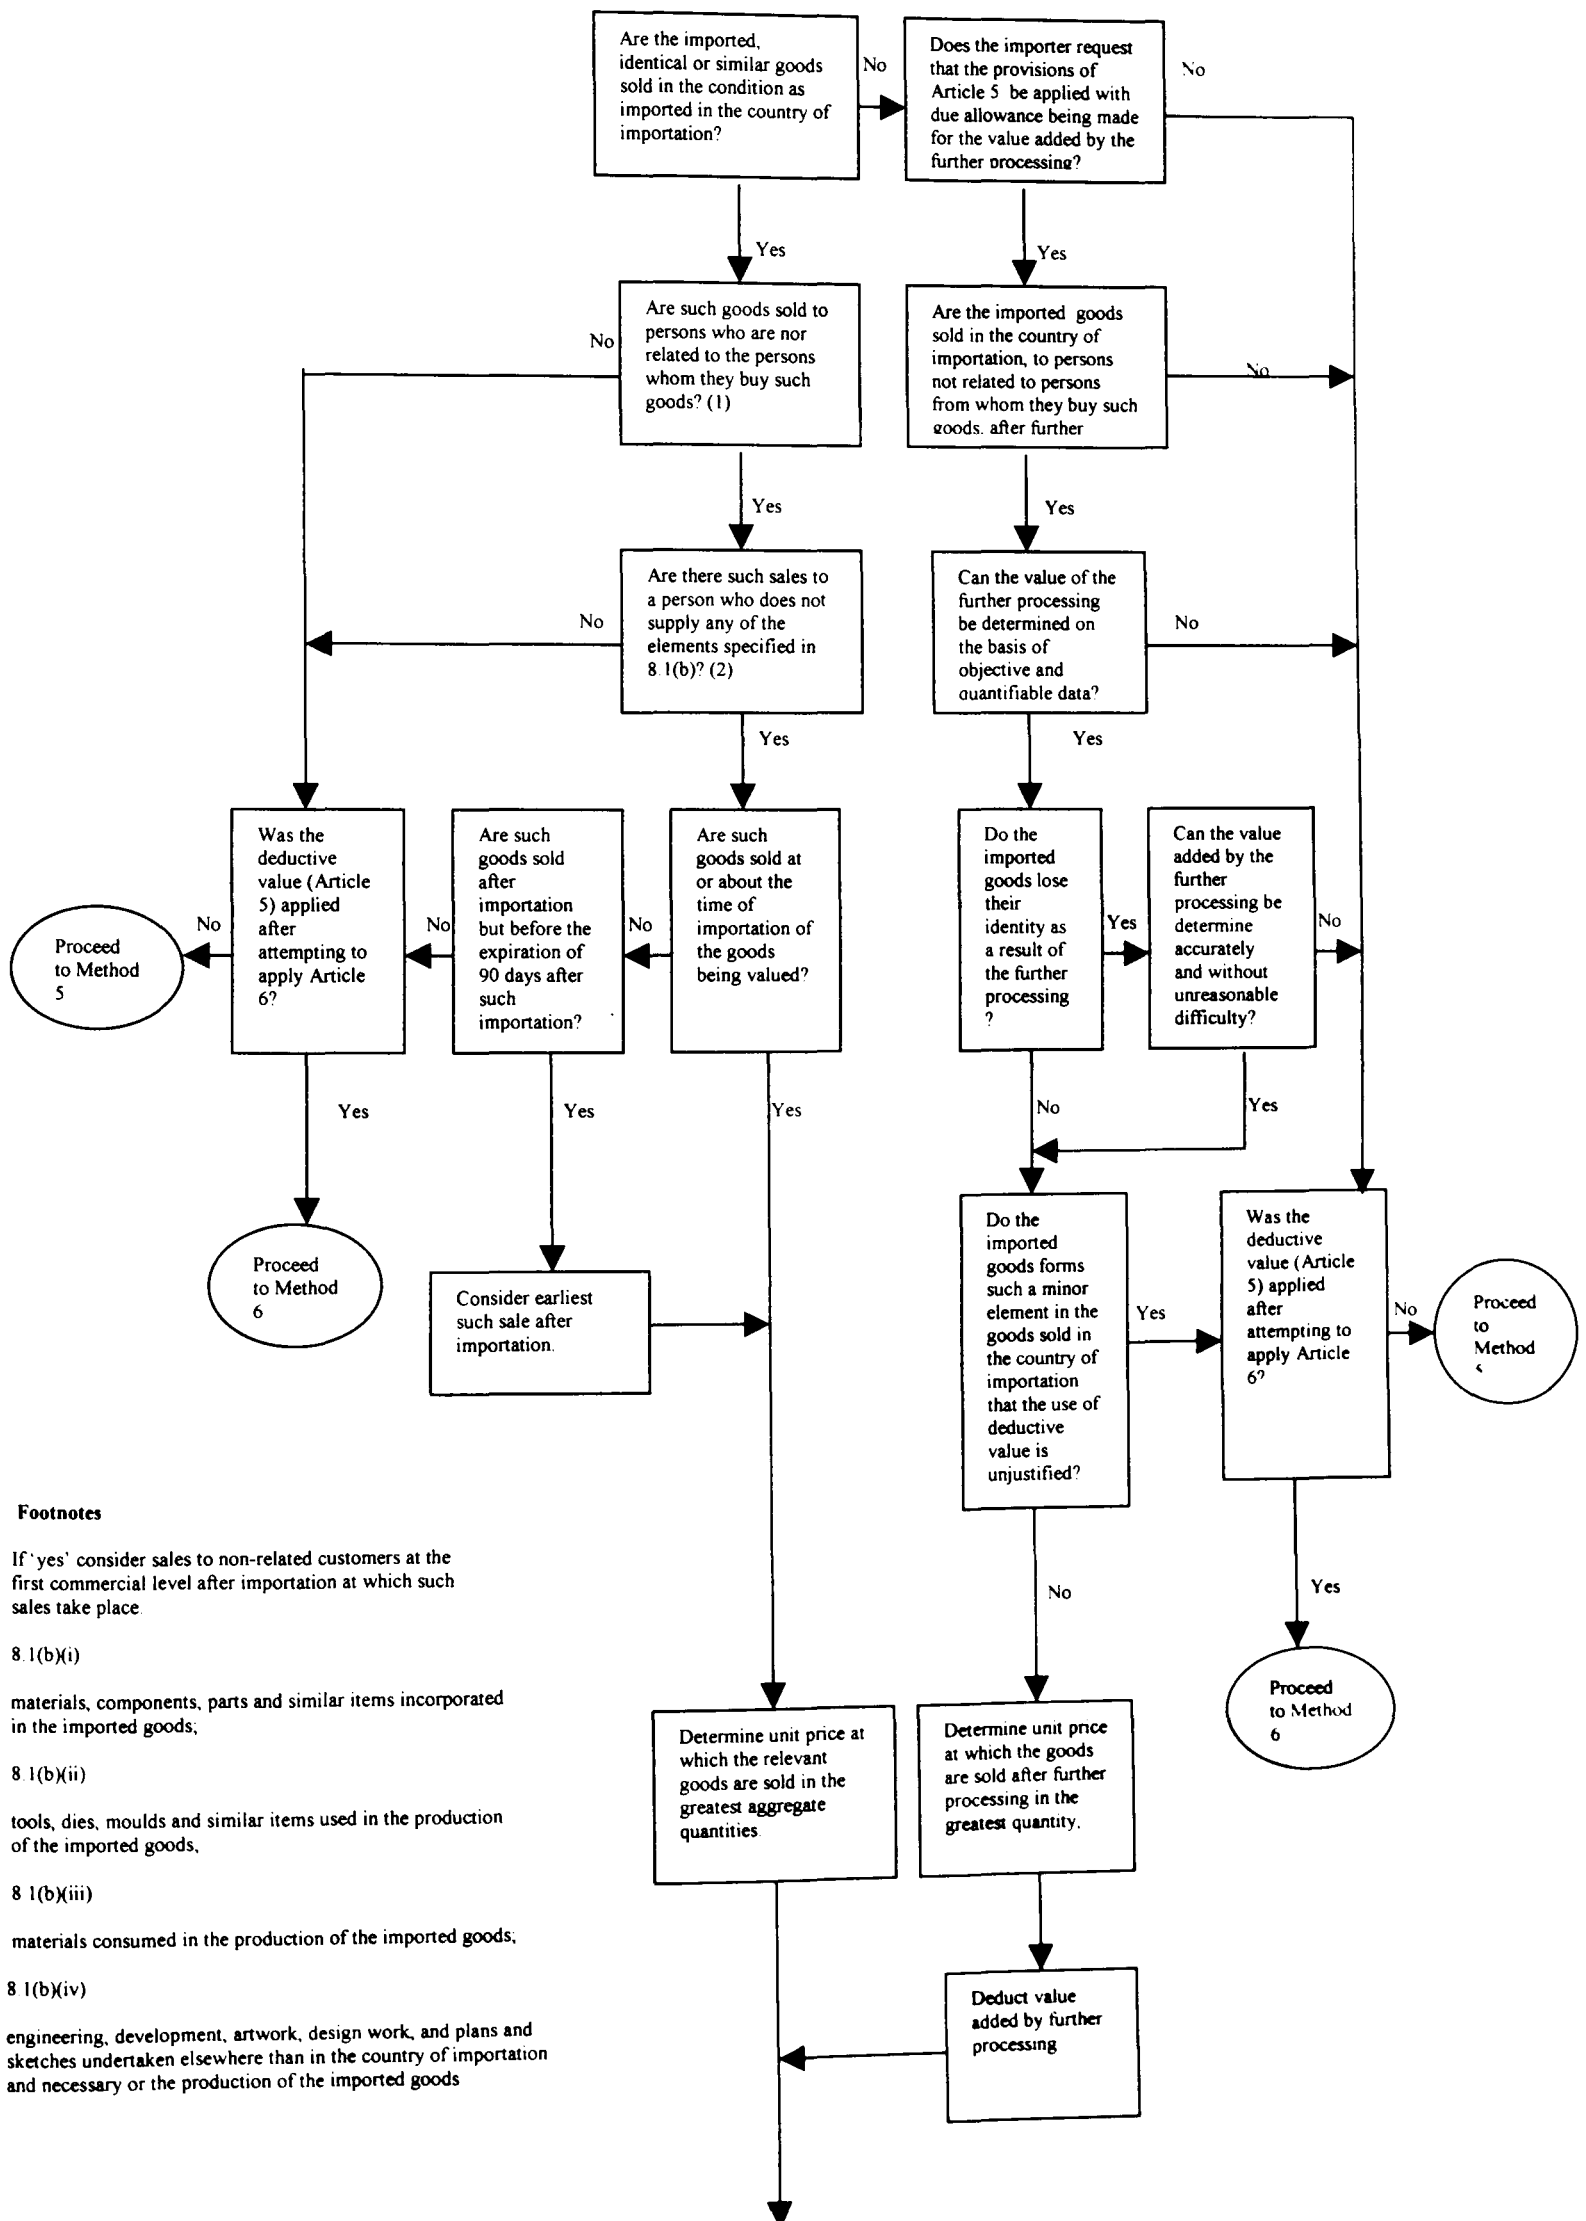 Are the imported,
identical or similar goods
sold in the condition as
imported in the country of
importation?
No
Does the importer request
that the provisions of
Article 5 be applied with
due allowance being made
for the value added by the
further processing?
No
Yes
Yes
Are such goods sold to
persons who are nor
related to the persons
whom they buy such
goods? (1)
No
Are the imported goods
sold in the country of
importation, to persons
not related to persons
from whom they buy such
goods, after further
No
Yes
Yes
Are there such sales to
a person who does not
supply any of the
elements specified in
8.1(b)? (2)
No
Can the value of the
further processing
be determined on
the basis of
objective and
quantifiable data?
No
Yes
Yes
Was the
deductive
value (Article
5) applied
after
attempting to
apply Article
6?
No
Proceed
to Method
5
Are such
goods sold
after
importation
but before the
expiration of
90 days after
such
importation?
No
Are such
goods sold at
or about the
time of
importation of
the goods
being valued?
No
Do the
imported
goods lose
their
identity as
a result of
the further
processing
?
Yes
Can the value
added by the
further
processing be
determine
accurately
and without
unreasonable
difficulty?
No
Yes
Yes
Yes
No
Yes
Proceed
to Method
6
Consider earliest
such sale after
importation.
Do the
imported
goods forms
such a minor
element in the
goods sold in
the country of
importation
that the use of
deductive
value is
unjustified?
Yes
Was the
deductive
value (Article
5) applied
after
attempting to
apply Article
6?
No
Proceed
to
Method
No
Yes
Proceed
to Method
6
Footnotes
If 'yes' consider sales to non-related customers at the
first commercial level after importation at which such
sales take place.
8.1(b)(i)
materials, components, parts and similar items incorporated
in the imported goods;
8.1(b)(ii)
tools, dies, moulds and similar items used in the production
of the imported goods,
8 1(b)(iii)
materials consumed in the production of the imported goods;
8 1(b)(iv)
engineering, development, artwork, design work, and plans and
sketches undertaken elsewhere than in the country of importation
and necessary or the production of the imported goods
Determine unit price at
which the relevant
goods are sold in the
greatest aggregate
quantities.
Determine unit price
at which the goods
are sold after further
processing in the
greatest quantity.
Deduct value
added by further
processing